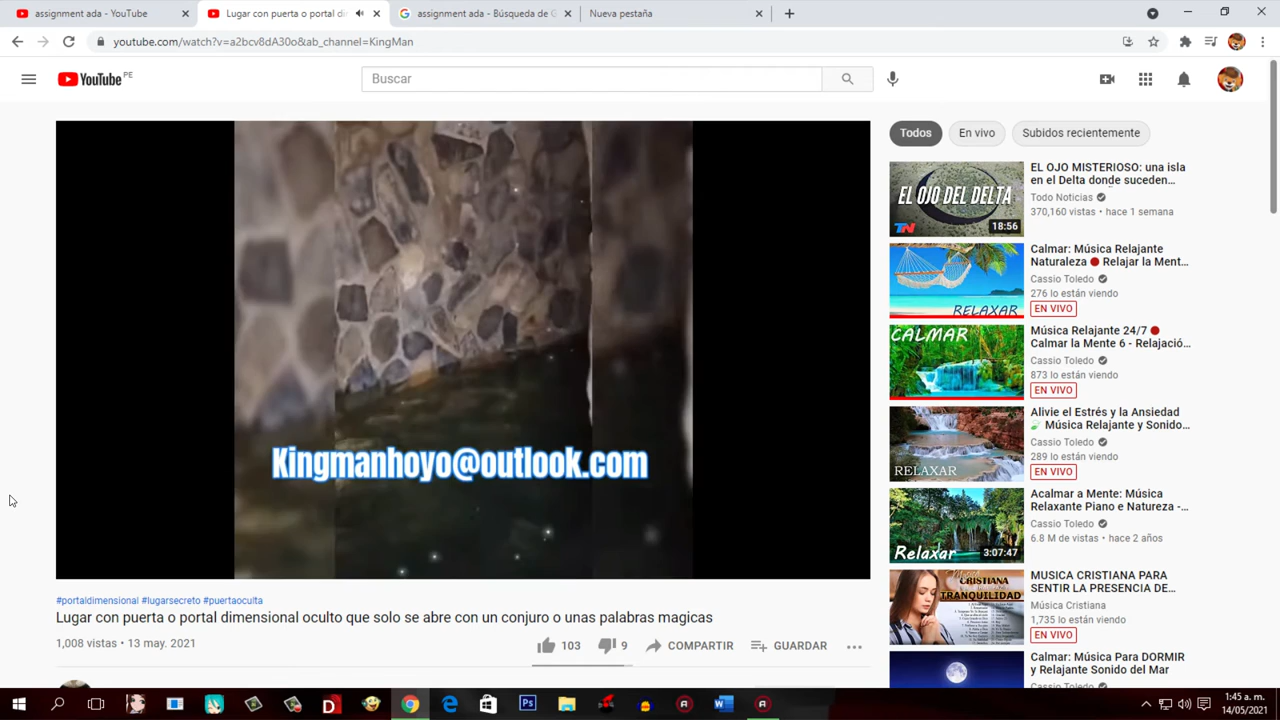 assignment ada - YouTube
Lugar con puerta o portal di
assignment ada - Búsqueda de G
Nueva pestaña
youtube.com/watch?v=a2bcv8dA30o&ab_channel=KingMan
YouTube PE
Buscar
Kingmanhoyo@outlook.com
#portaldimensional #lugarsecreto #puertaoculta
Lugar con puerta o portal dimensional oculto que solo se abre con un conjuro unas palabras magicas
1,008 vistas • 13 may. 2021
103
9
COMPARTIR
GUARDAR
Todos
En vivo
Subidos recientemente
EL OJO DEL DELTA
TN
18:56
EL OJO MISTERIOSO: una isla
en el Delta donde suceden…
Todo Noticias
370,160 vistas • hace 1 semana
RELAXAR
Calmar: Música Relajante
Naturaleza 🔴 Relajar la Ment…
Cassio Toledo
276 lo están viendo
EN VIVO
CALMAR
Música Relajante 24/7 🔴
Calmar la Mente 6 - Relajació…
Cassio Toledo
873 lo están viendo
EN VIVO
RELAXAR
Alivie el Estrés y la Ansiedad
🍃 Música Relajante y Sonido…
Cassio Toledo
289 lo están viendo
EN VIVO
Relaxar
3:07:47
Acalmar a Mente: Música
Relaxante Piano e Natureza -…
Cassio Toledo
6.8 M de vistas • hace 2 años
CRISTIANA
TRANQUILIDAD
MUSICA CRISTIANA PARA
SENTIR LA PRESENCIA DE…
Música Cristiana
1,735 lo están viendo
EN VIVO
Calmar: Música Para DORMIR
y Relajante Sonido del Mar
Cassio Toledo
1:45 a. m.
14/05/2021